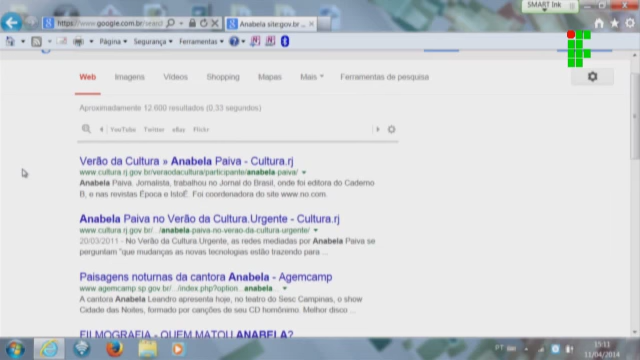 SMART Ink
https://www.google.com.br/search
Anabela site:gov.br ...
Página Segurança Ferramentas
Web Imagens Vídeos Shopping Mapas Mais Ferramentas de pesquisa
Aproximadamente 12.600 resultados (0,33 segundos)
YouTube Twitter eBay Flickr
Verão da Cultura » Anabela Paiva - Cultura.rj
www.cultura.rj.gov.br/veraodacultura/participante/anabela-paiva/
Anabela Paiva. Jornalista, trabalhou no Jornal do Brasil, onde foi editora do Caderno
B, e nas revistas Época e IstoÉ. Foi coordenadora do site www.no.com.
Anabela Paiva no Verão da Cultura.Urgente - Cultura.rj
www.cultura.rj.gov.br/.../anabela-paiva-no-verao-da-cultura-urgente/
20/03/2011 - No Verão da Cultura.Urgente, as redes mediadas por Anabela Paiva se
perguntam "que mudanças as novas tecnologias estão trazendo para ...
Paisagens noturnas da cantora Anabela - Agemcamp
www.agemcamp.sp.gov.br/.../index.php?option...anabela...
A cantora Anabela Leandro apresenta hoje, no teatro do Sesc Campinas, o show
Cidade das Noites, formado por canções de seu CD homônimo. Melhor disco ...
FILMOGRAFIA - QUEM MATOU ANABELA?
PT
15:11
11/04/2014